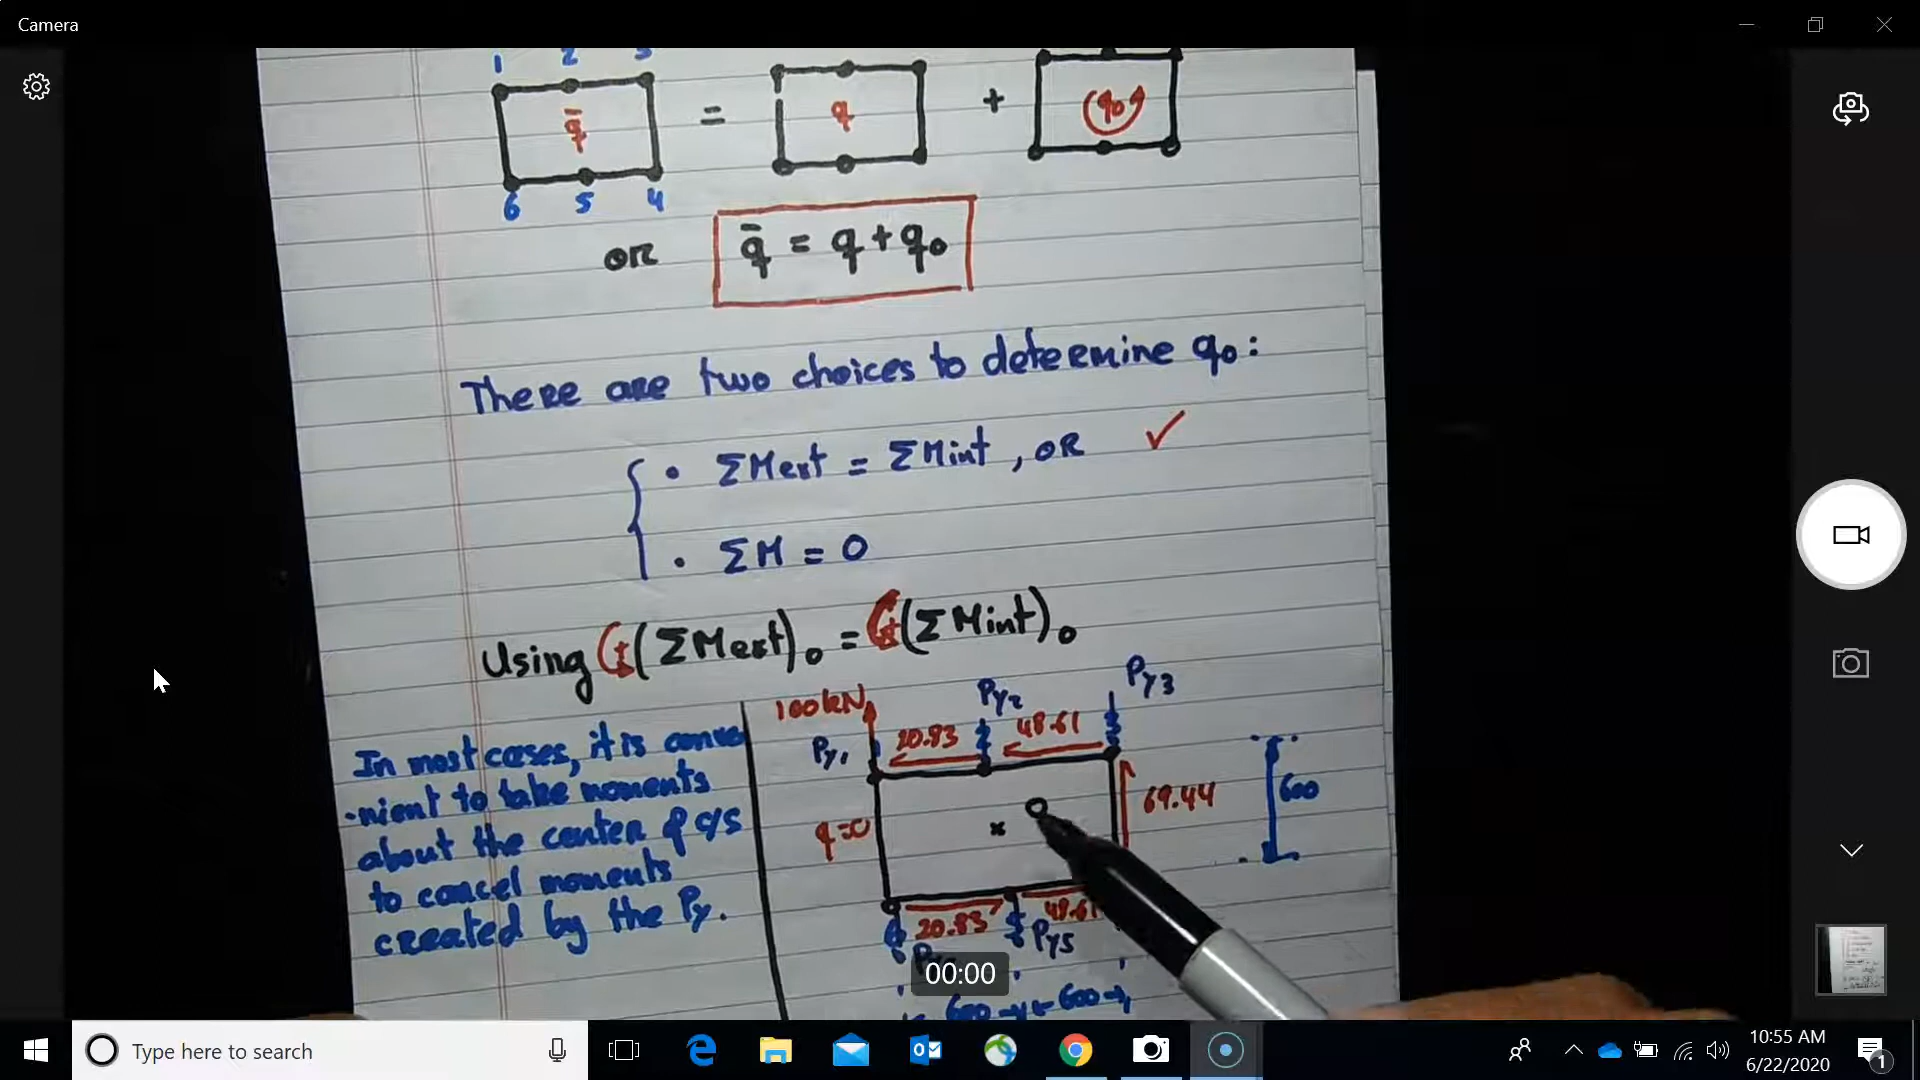 Camera
1 2 3
q̄ = q + q₀
6 5 4
OR q̄ = q + q₀
There are two choices to determine q₀:
• ΣMext = ΣMint, OR ✓
• ΣM = 0
Using (ΣMext)₀ = (ΣMint)₀
In most cases, it is conve
-nient to take moments
about the center of c/s
to cancel moments
created by the Py.
100kN Py2 Py3
Py1 20.83 48.61
q=0 69.44 600
20.83 48.61
Py5
600 600
00:00
Type here to search
10:55 AM
6/22/2020
1